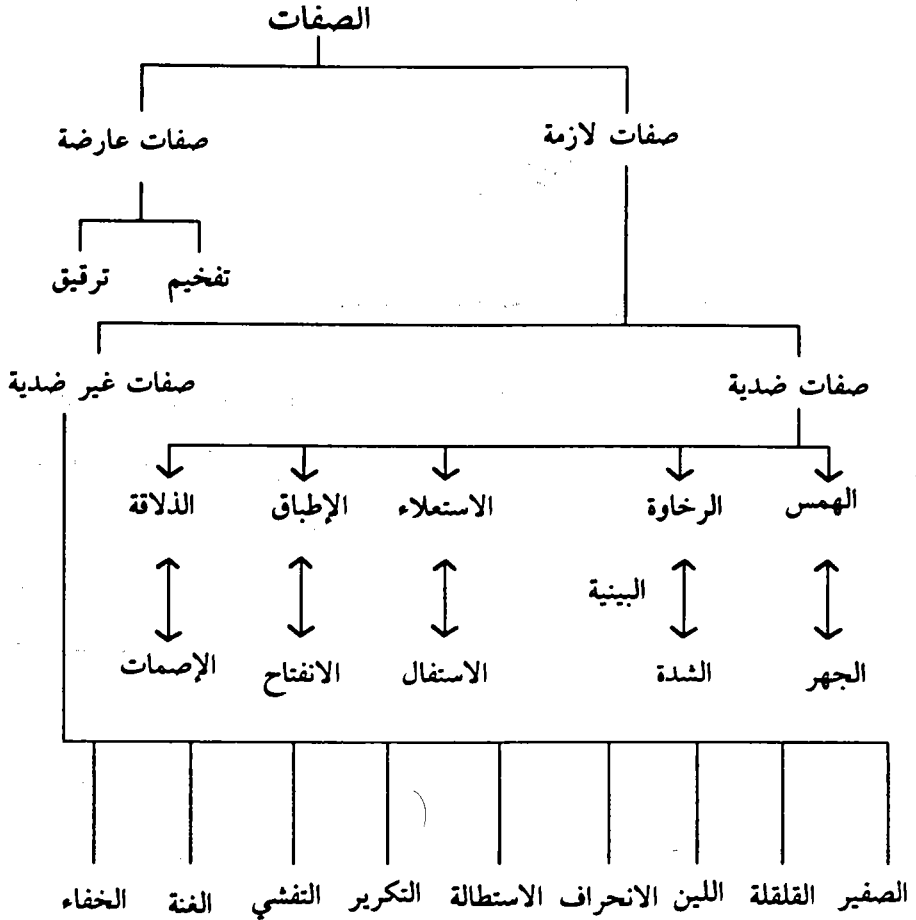 الصفات
صفات لازمة
صفات عارضة
تفخيم
ترقيق
صفات ضدية
صفات غير ضدية
الهمس
الرخاوة
الاستعلاء
الإطباق
الذلاقة
البينية
الجهر
الشدة
الاستفال
الانفتاح
الإصمات
الصفير
القلقلة
اللين
الانحراف
الاستطالة
التكرير
التفشي
الغنة
الخفاء